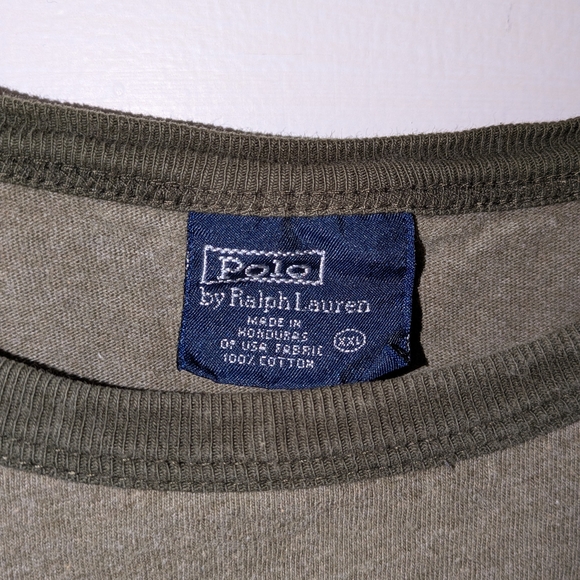 Polo
by Ralph Lauren
MADE IN
HONDURAS
OF USA FABRIC
100% COTTON
XXL